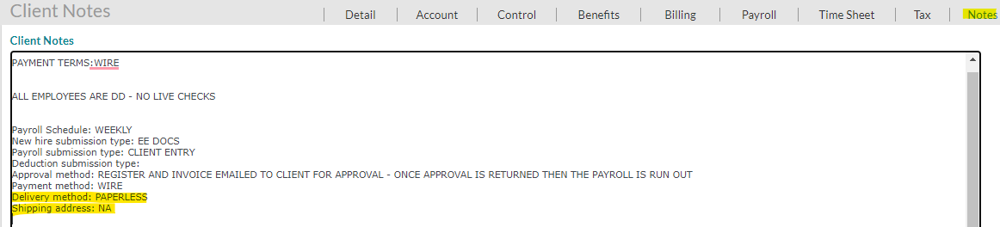 Client Notes
Detail
Account
Control
Benefits
Billing
Payroll
Time Sheet
Tax
Notes
Client Notes
PAYMENT TERMS:WIRE
ALL EMPLOYEES ARE DD - NO LIVE CHECKS
Payroll Schedule: WEEKLY
New hire submission type: EE DOCS
Payroll submission type: CLIENT ENTRY
Deduction submission type:
Approval method: REGISTER AND INVOICE EMAILED TO CLIENT FOR APPROVAL - ONCE APPROVAL IS RETURNED THEN THE PAYROLL IS RUN OUT
Payment method: WIRE
Delivery method: PAPERLESS
Shipping address: NA